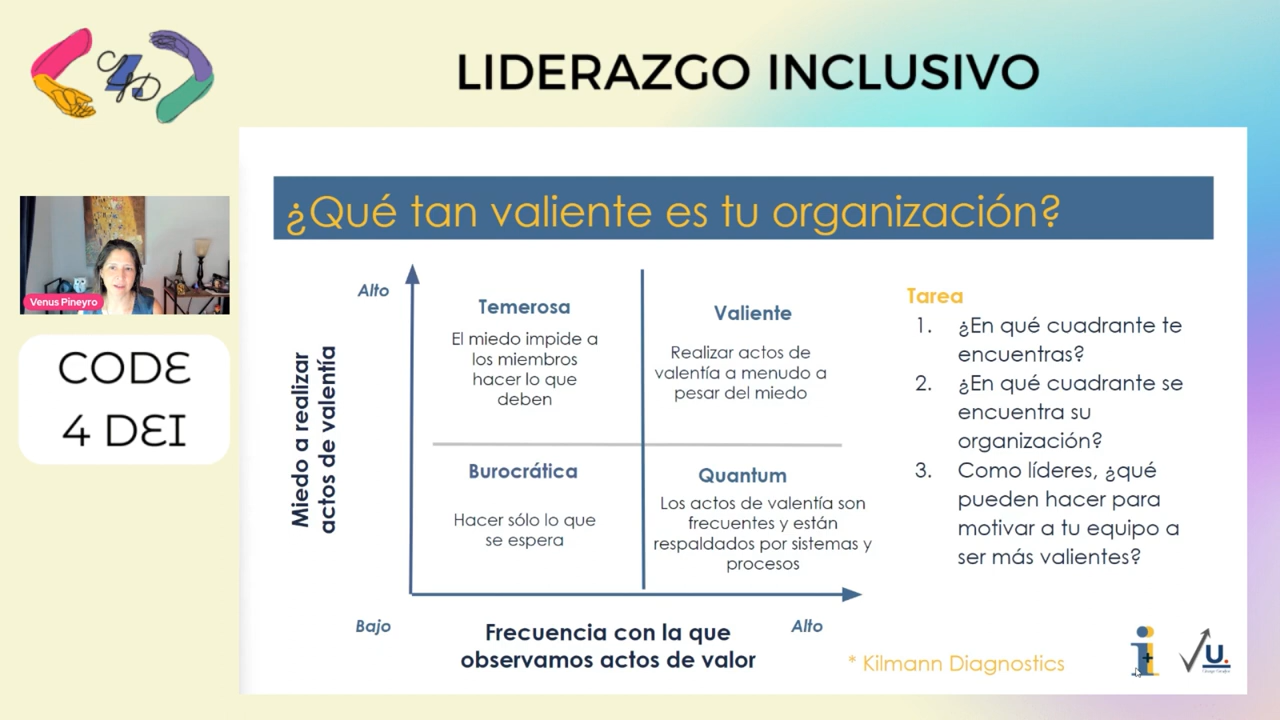 LIDERAZGO INCLUSIVO
Venus Pineyro
CODE
4 DEI
¿Qué tan valiente es tu organización?
Alto
Miedo a realizar
actos de valentía
Temerosa
El miedo impide a
los miembros
hacer lo que
deben
Valiente
Realizar actos de
valentía a menudo a
pesar del miedo
Burocrática
Hacer sólo lo que
se espera
Quantum
Los actos de valentía son
frecuentes y están
respaldados por sistemas y
procesos
Bajo
Frecuencia con la que
observamos actos de valor
Alto
Tarea
1. ¿En qué cuadrante te
encuentras?
2. ¿En qué cuadrante se
encuentra su
organización?
3. Como líderes, ¿qué
pueden hacer para
motivar a tu equipo a
ser más valientes?
* Kilmann Diagnostics
i+
U.